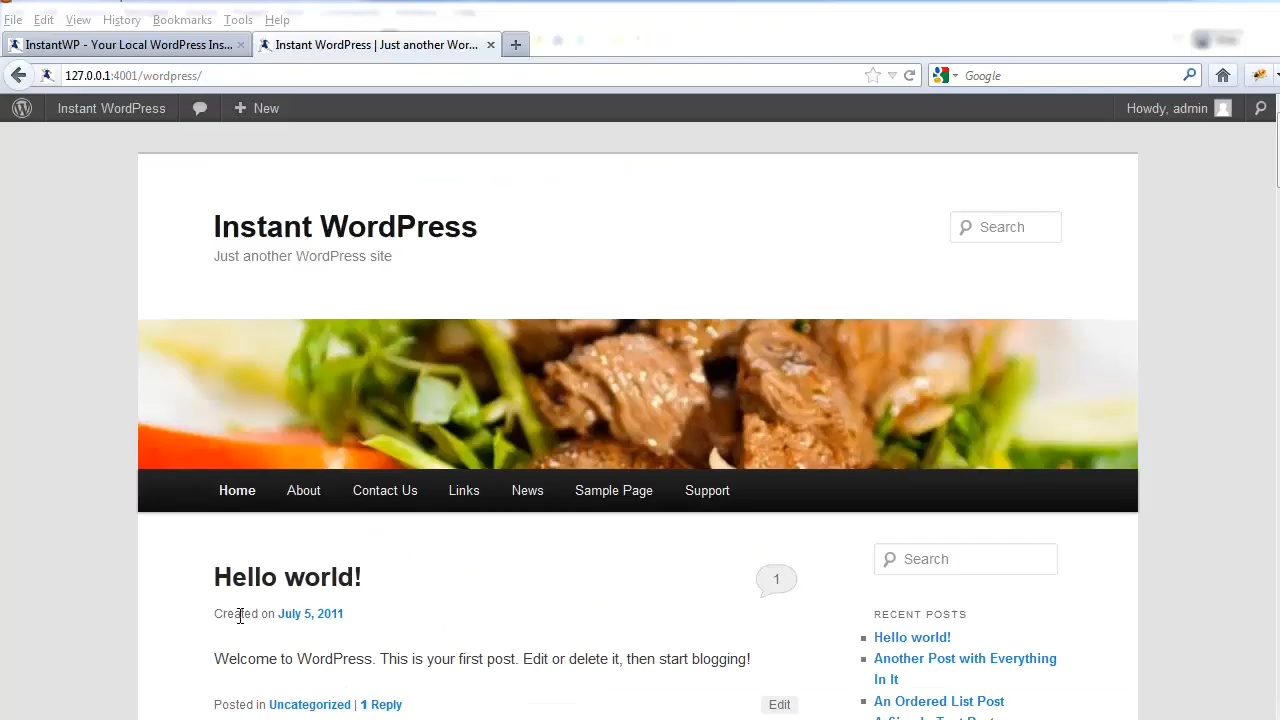 File Edit View History Bookmarks Tools Help
InstantWP - Your Local WordPress Ins... × Instant WordPress | Just another Wor... × +
127.0.0.1:4001/wordpress/ Google
Instant WordPress + New Howdy, admin
Instant WordPress
Search
Just another WordPress site
Home About Contact Us Links News Sample Page Support
Hello world!
1
Created on July 5, 2011
Welcome to WordPress. This is your first post. Edit or delete it, then start blogging!
Posted in Uncategorized | 1 Reply Edit
Search
RECENT POSTS
Hello world!
Another Post with Everything
In It
An Ordered List Post